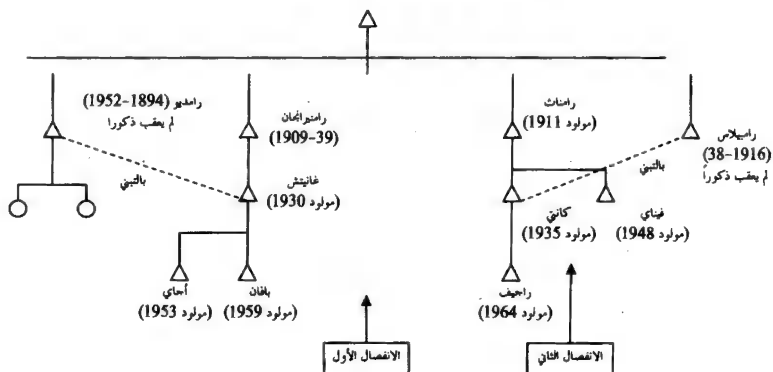 رامديو (1894-1952)
لم يعقب ذكورا
رامنيرانجان
(1909-39)
رامنات
(مولود 1911)
رامبيلاس
(1916-38)
لم يعقب ذكوراً
بالتبني
غانيتش
(مولود 1930)
بالتبني
كانتي
(مولود 1935)
فيناي
(مولود 1948)
أجاي
(مولود 1953)
بافان
(مولود 1959)
راجيف
(مولود 1964)
الانفصال الأول
الانفصال الثاني